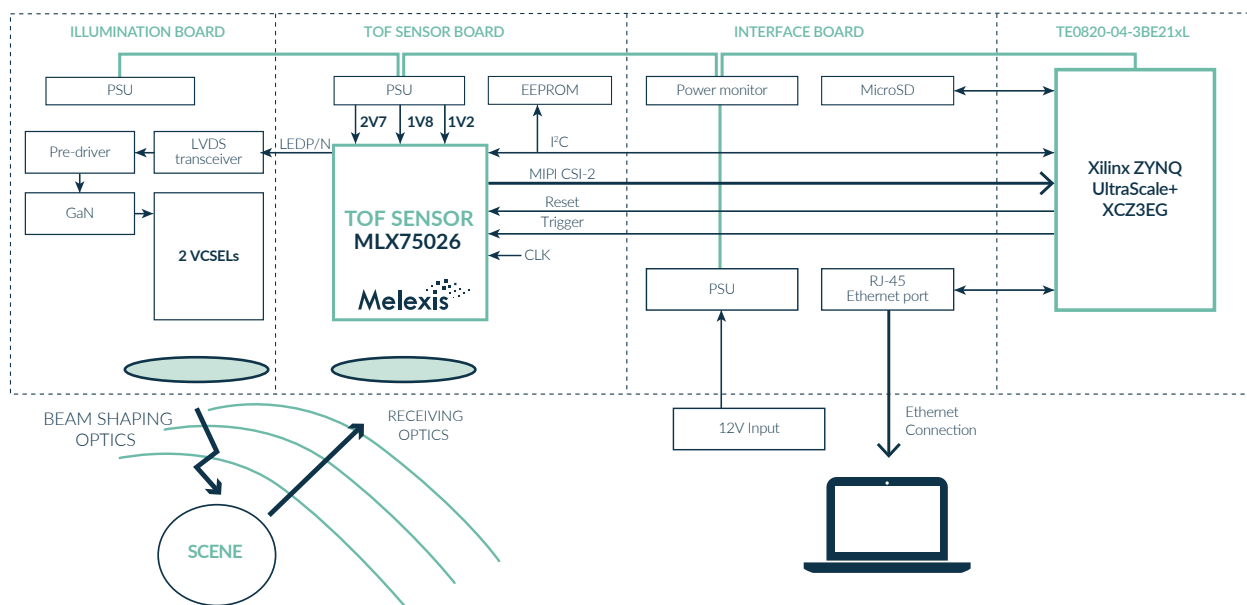 ILLUMINATION BOARD
TOF SENSOR BOARD
INTERFACE BOARD
TE0820-04-3BE21xL
PSU
PSU
EEPROM
Power monitor
MicroSD
2V7
1V8
1V2
Pre-driver
LVDS
transceiver
LEDP/N
I²C
MIPI CSI-2
Xilinx ZYNQ
UltraScale+
XCZ3EG
GaN
Reset
TOF SENSOR
MLX75026
Trigger
2 VCSELs
CLK
Melexis
PSU
RJ-45
Ethernet port
BEAM SHAPING
OPTICS
RECEIVING
OPTICS
12V Input
Ethernet
Connection
SCENE